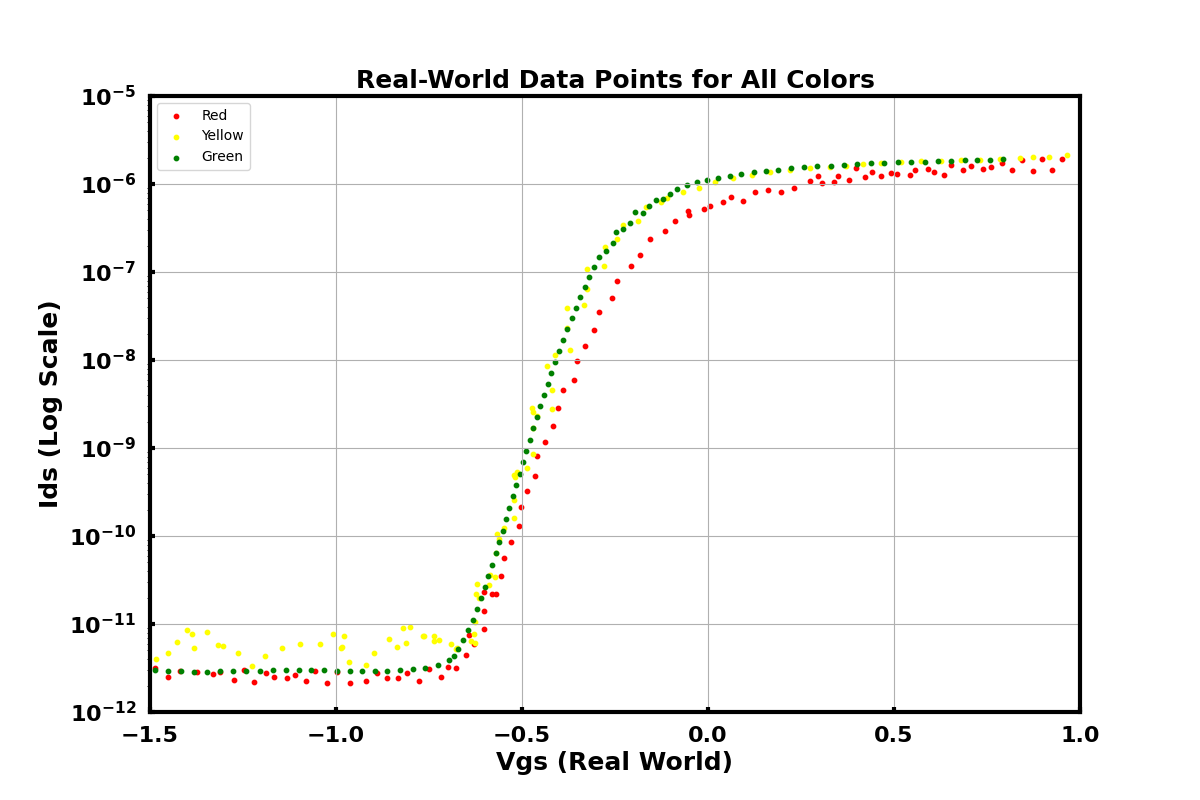 Real-World Data Points for All Colors
10⁻⁵
10⁻⁶
10⁻⁷
10⁻⁸
10⁻⁹
10⁻¹⁰
10⁻¹¹
10⁻¹²
Red
Yellow
Green
Ids (Log Scale)
−1.5 −1.0 −0.5 0.0 0.5 1.0
Vgs (Real World)